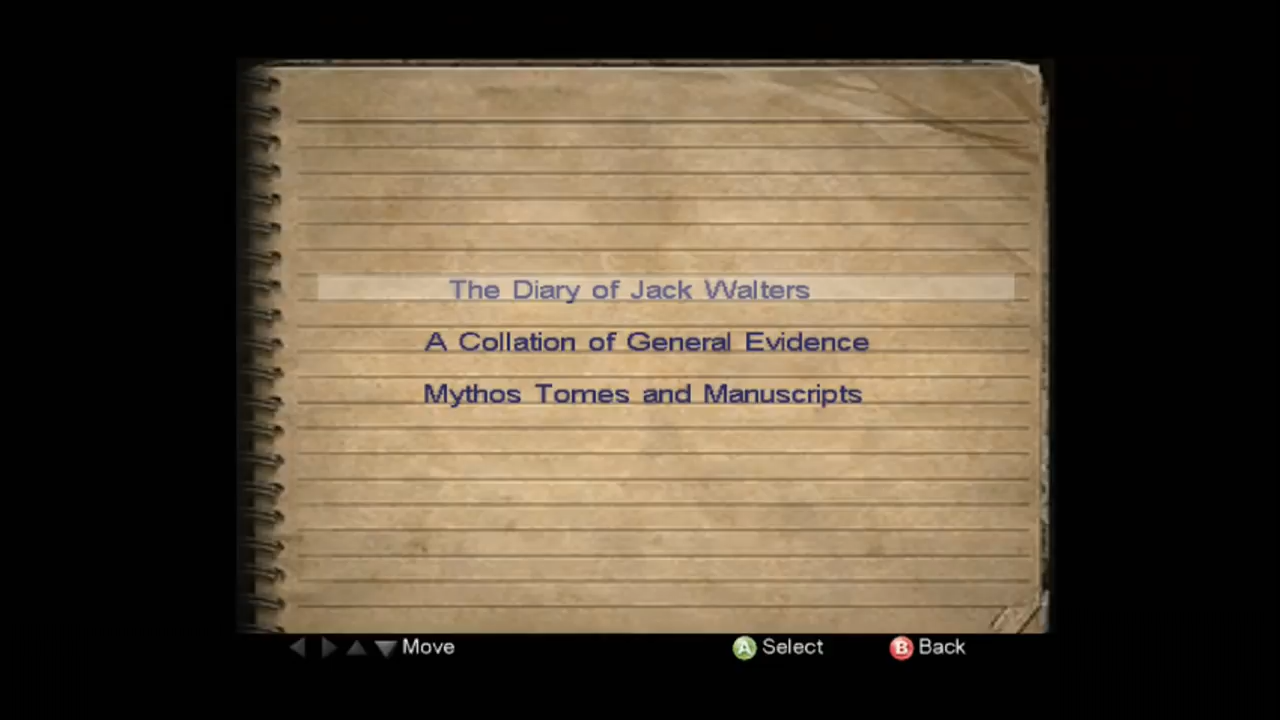 The Diary of Jack Walters
A Collation of General Evidence
Mythos Tomes and Manuscripts
Move A Select B Back